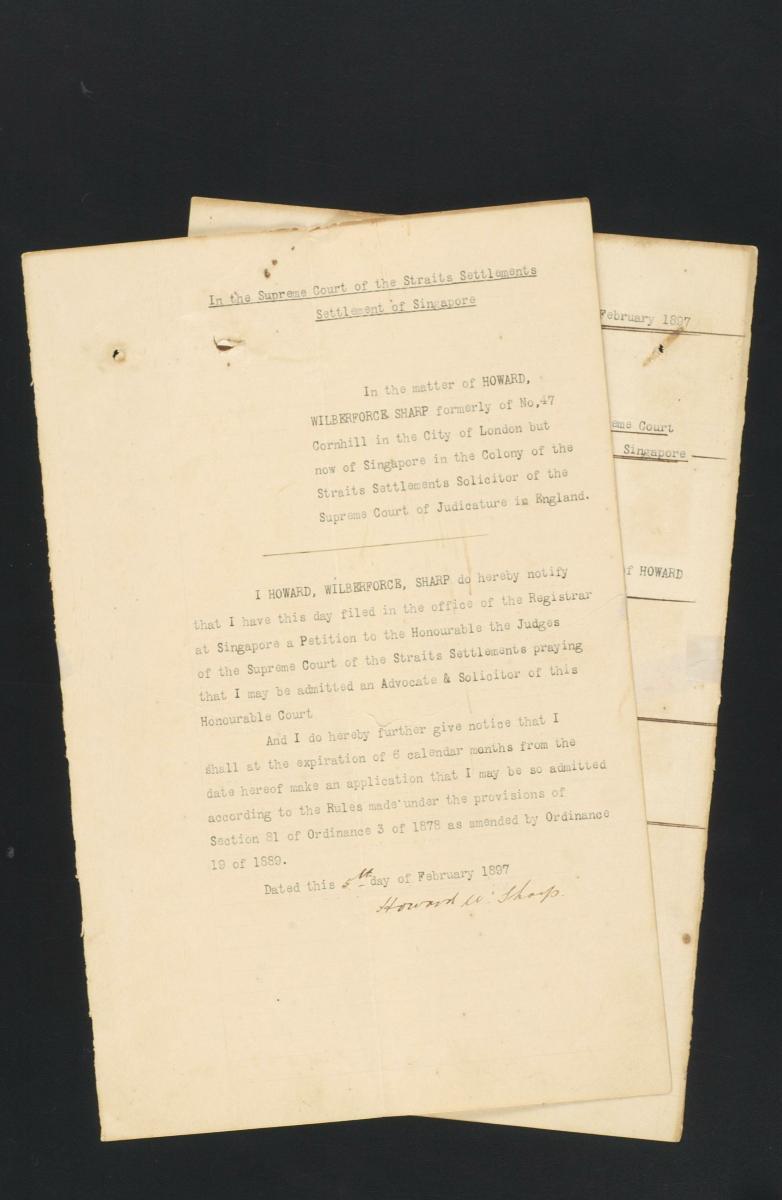 In the Supreme Court of the Straits Settlements
Settlement of Singapore
In the matter of HOWARD,
WILBERFORCE SHARP formerly of No,47
Cornhill in the City of London but
now of Singapore in the Colony of the
Straits Settlements Solicitor of the
Supreme Court of Judicature in England.
I HOWARD, WILBERFORCE, SHARP do hereby notify
that I have this day filed in the office of the Registrar
at Singapore a Petition to the Honourable the Judges
of the Supreme Court of the Straits Settlements praying
that I may be admitted an Advocate & Solicitor of this
Honourable Court
And I do hereby further give notice that I
shall at the expiration of 6 calendar months from the
date hereof make an application that I may be so admitted
according to the Rules made under the provisions of
Section 81 of Ordinance 3 of 1878 as amended by Ordinance
19 of 1889.
Dated this 5th day of February 1897
Howard W. Sharp.
February 1897
eme Court
Singapore
of HOWARD